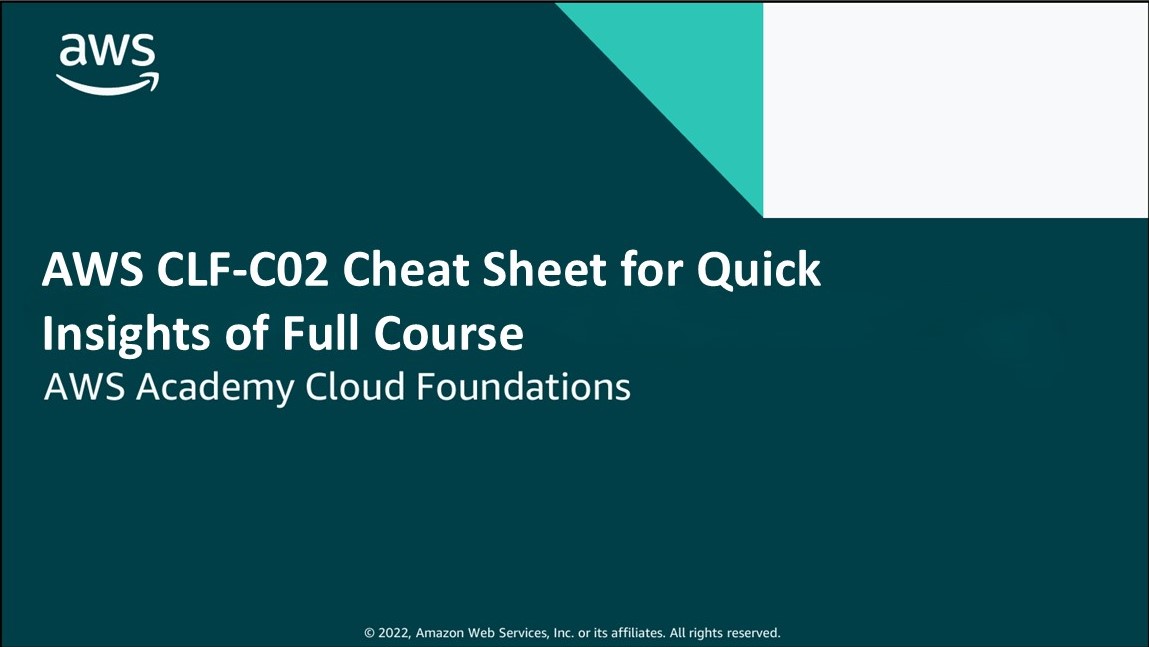 aws
AWS CLF-C02 Cheat Sheet for Quick
Insights of Full Course
AWS Academy Cloud Foundations
© 2022, Amazon Web Services, Inc. or its affiliates. All rights reserved.